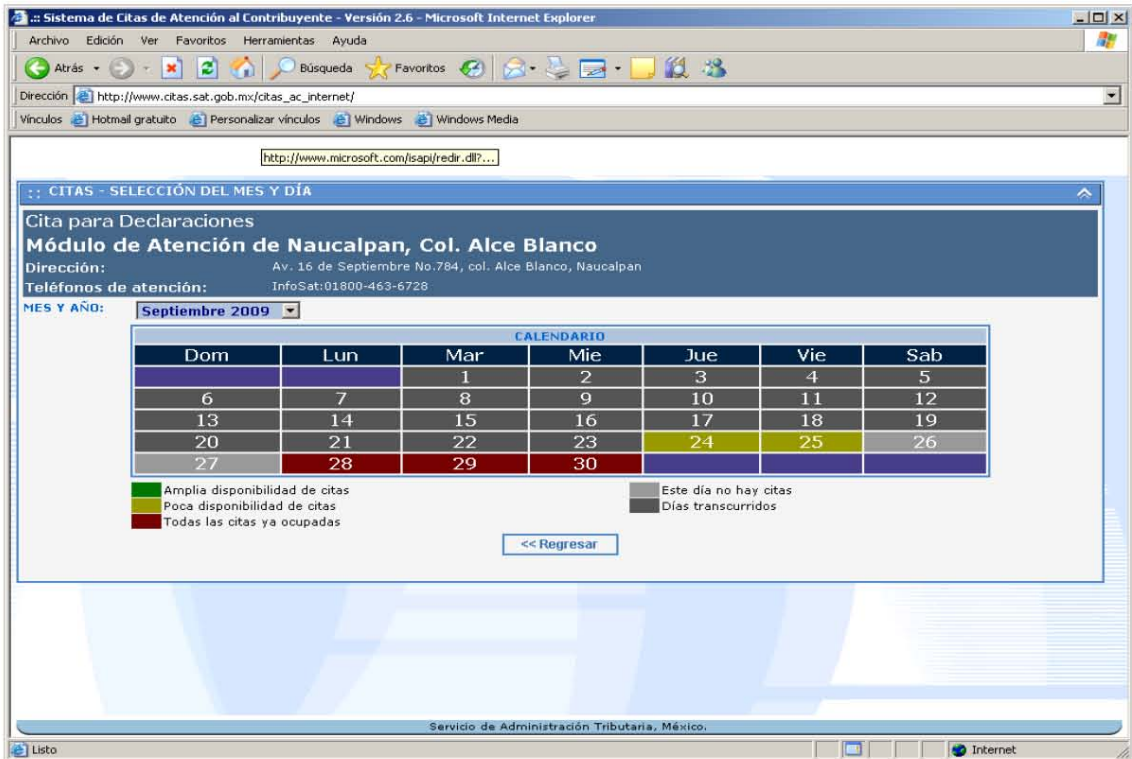 .:: Sistema de Citas de Atención al Contribuyente - Versión 2.6 - Microsoft Internet Explorer
Archivo Edición Ver Favoritos Herramientas Ayuda
Atrás Búsqueda Favoritos
Dirección http://www.citas.sat.gob.mx/citas_ac_internet/
Vínculos Hotmail gratuito Personalizar vínculos Windows Windows Media
http://www.microsoft.com/isapi/redir.dll?...
:: CITAS - SELECCIÓN DEL MES Y DÍA
Cita para Declaraciones
Módulo de Atención de Naucalpan, Col. Alce Blanco
Dirección: Av. 16 de Septiembre No.784, col. Alce Blanco, Naucalpan
Teléfonos de atención: InfoSat:01800-463-6728
MES Y AÑO: Septiembre 2009
CALENDARIO
Dom Lun Mar Mie Jue Vie Sab
1 2 3 4 5
6 7 8 9 10 11 12
13 14 15 16 17 18 19
20 21 22 23 24 25 26
27 28 29 30
Amplia disponibilidad de citas Este día no hay citas
Poca disponibilidad de citas Días transcurridos
Todas las citas ya ocupadas
<< Regresar
Servicio de Administración Tributaria, México.
Listo Internet